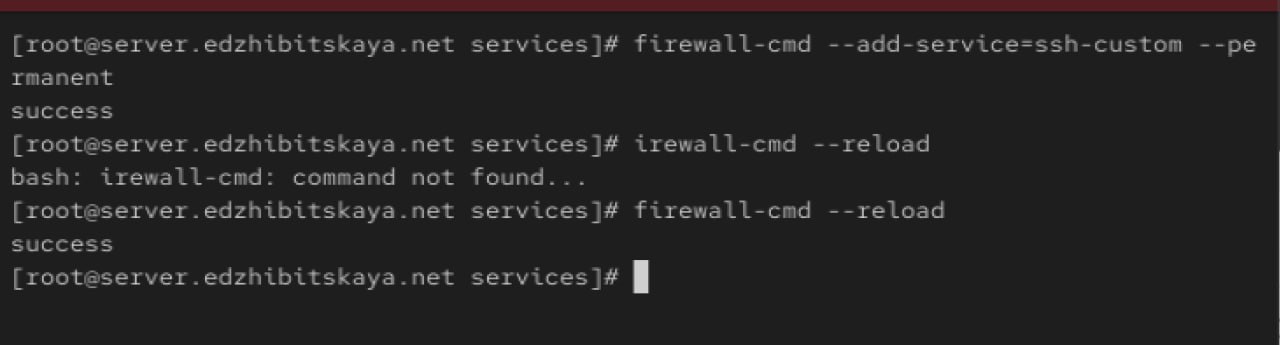 [root@server.edzhibitskaya.net services]# firewall-cmd --add-service=ssh-custom --pe
rmanent
success
[root@server.edzhibitskaya.net services]# irewall-cmd --reload
bash: irewall-cmd: command not found...
[root@server.edzhibitskaya.net services]# firewall-cmd --reload
success
[root@server.edzhibitskaya.net services]#